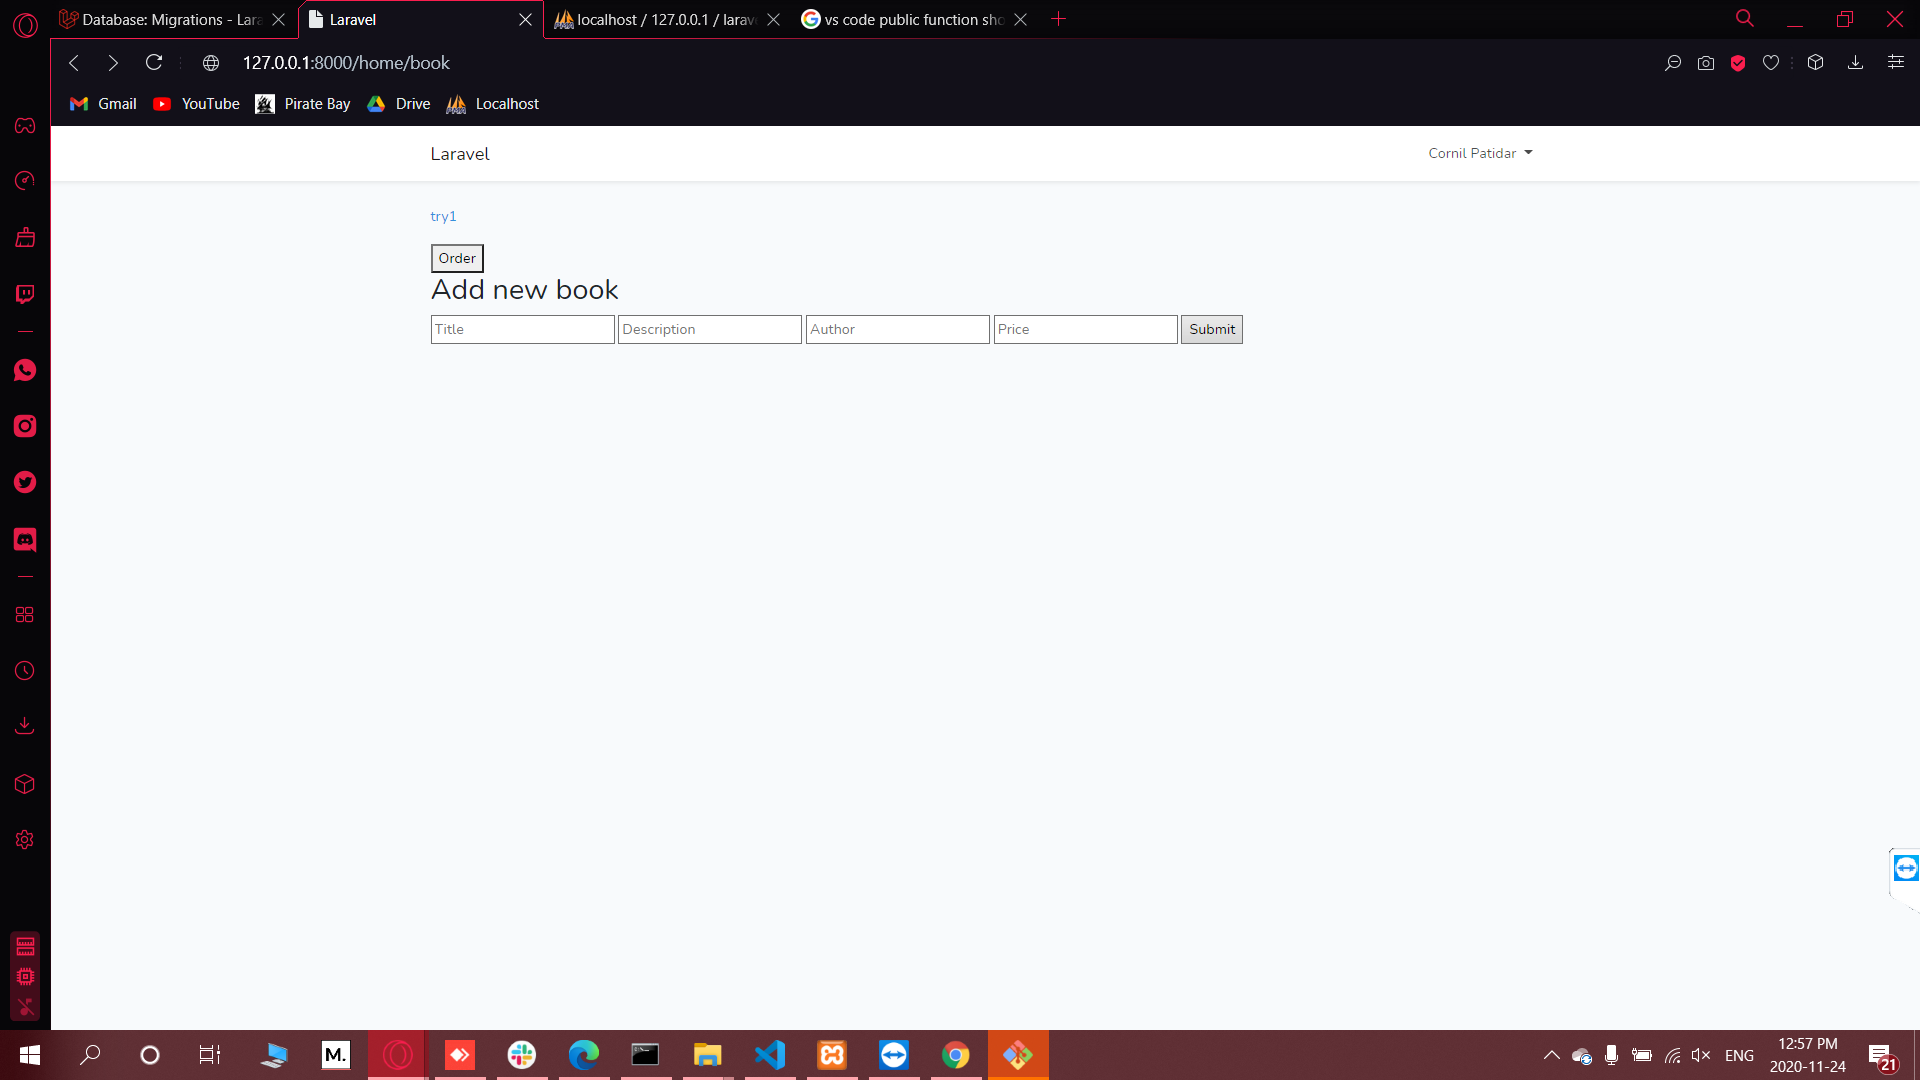 Database: Migrations - Lara
Laravel
localhost / 127.0.0.1 / larav
vs code public function sho
127.0.0.1:8000/home/book
Gmail
YouTube
Pirate Bay
Drive
Localhost
Laravel
Cornil Patidar
try1
Order
Add new book
Title
Description
Author
Price
Submit
M.
ENG
12:57 PM
2020-11-24
21